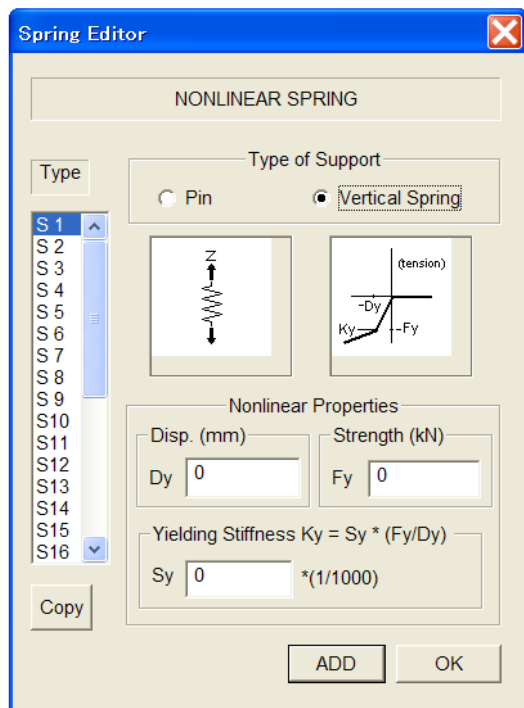 Spring Editor
NONLINEAR SPRING
Type
Type of Support
Pin
Vertical Spring
S 1
S 2
S 3
S 4
S 5
S 6
S 7
S 8
S 9
S10
S11
S12
S13
S14
S15
S16
Z
(tension)
-Dy
Ky
-Fy
Nonlinear Properties
Disp. (mm)
Dy 0
Strength (kN)
Fy 0
Yielding Stiffness Ky = Sy * (Fy/Dy)
Sy 0 *(1/1000)
Copy
ADD
OK